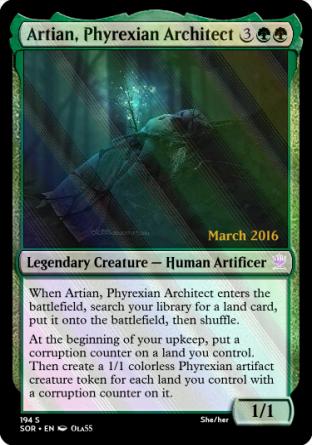 Artian, Phyrexian Architect 3
March 2016
Legendary Creature — Human Artificer
When Artian, Phyrexian Architect enters the
battlefield, search your library for a land card,
put it onto the battlefield, then shuffle.
At the beginning of your upkeep, put a
corruption counter on a land you control.
Then create a 1/1 colorless Phyrexian artifact
creature token for each land you control with
a corruption counter on it.
194 S
She/her
1/1
SOR • EN OLA55